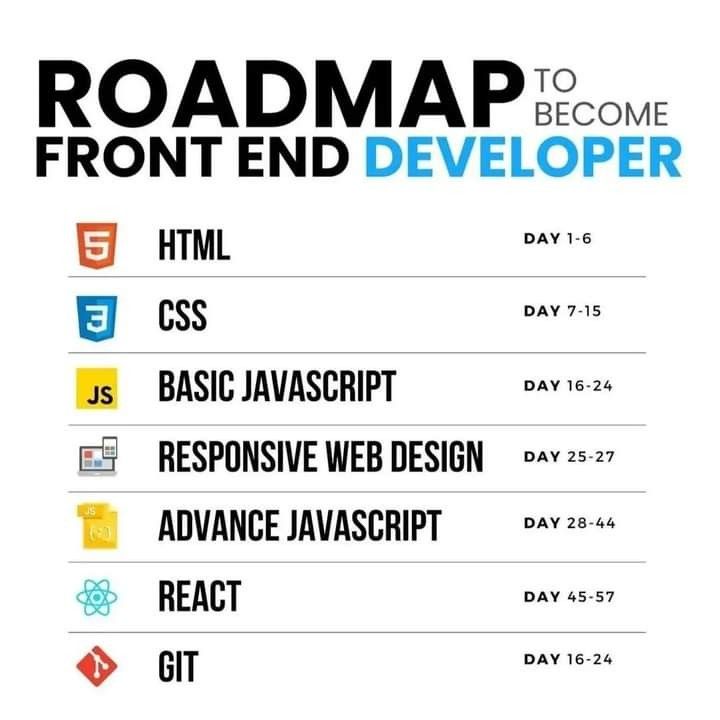 ROADMAP TO
BECOME
FRONT END DEVELOPER
5 HTML DAY 1-6
3 CSS DAY 7-15
JS BASIC JAVASCRIPT DAY 16-24
RESPONSIVE WEB DESIGN DAY 25-27
JS ADVANCE JAVASCRIPT DAY 28-44
REACT DAY 45-57
GIT DAY 16-24